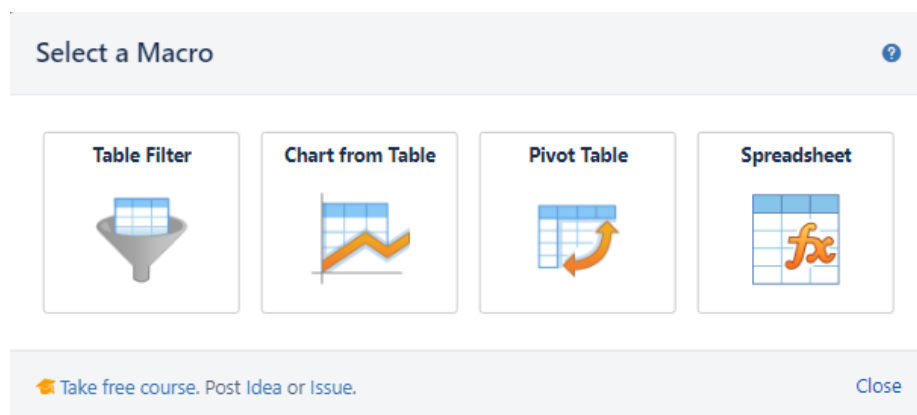 Select a Macro
Table Filter
Chart from Table
Pivot Table
Spreadsheet
fx
Take free course. Post Idea or Issue.
Close